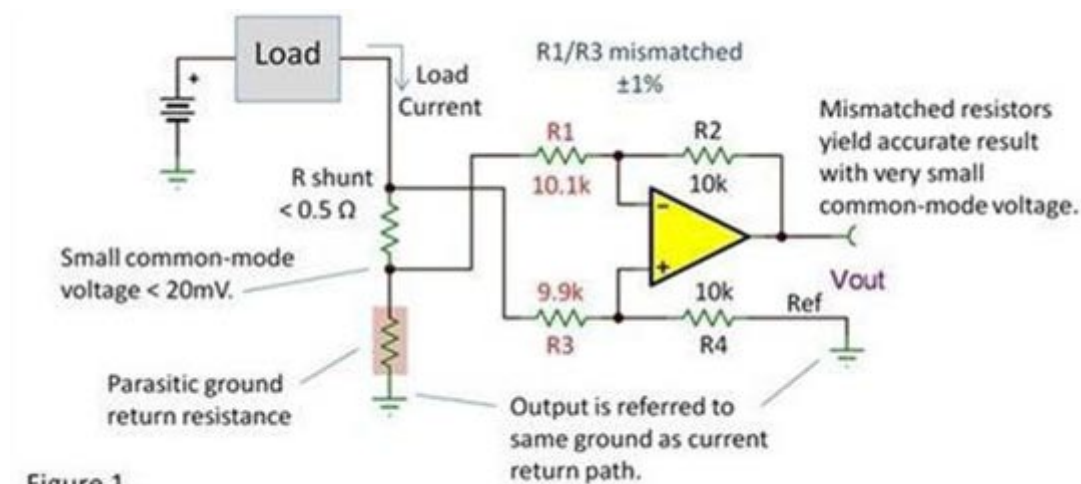 Load
+
Load
Current
R1/R3 mismatched
±1%
Mismatched resistors
yield accurate result
with very small
common-mode voltage.
R1
10.1k
R2
10k
R shunt
< 0.5 Ω
−
+
Vout
Small common-mode
voltage < 20mV.
9.9k
R3
10k
R4
Ref
Parasitic ground
return resistance
Output is referred to
same ground as current
return path.
Figure 1